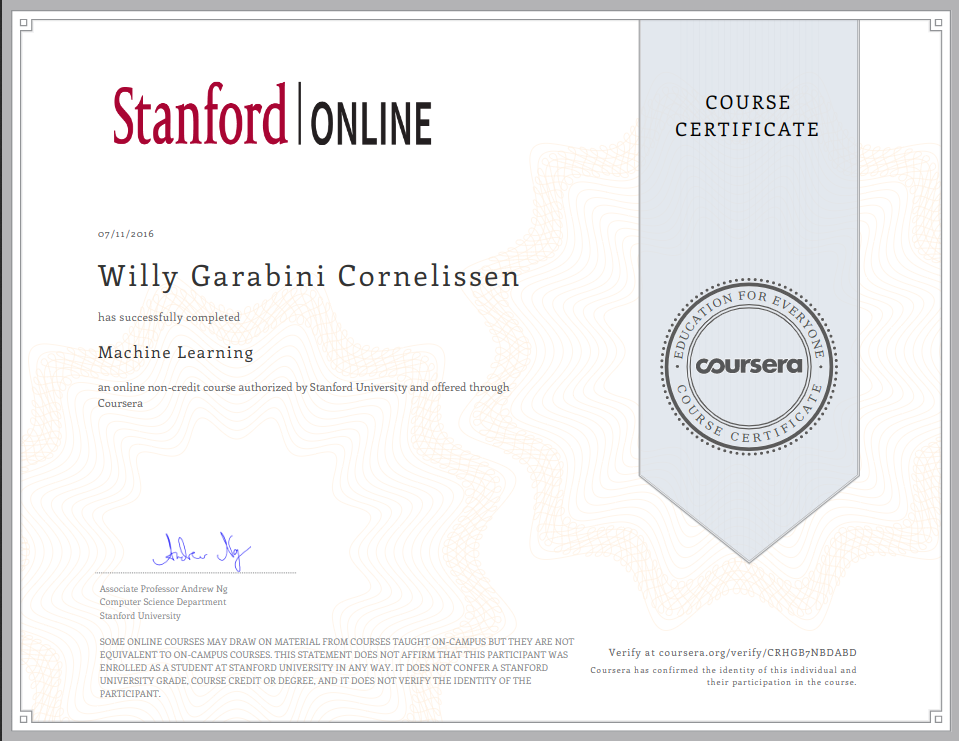 Stanford | ONLINE
COURSE
CERTIFICATE
07/11/2016
Willy Garabini Cornelissen
has successfully completed
Machine Learning
an online non-credit course authorized by Stanford University and offered through
Coursera
EDUCATION FOR EVERYONE
coursera
COURSE CERTIFICATE
Andrew Ng
Associate Professor Andrew Ng
Computer Science Department
Stanford University
SOME ONLINE COURSES MAY DRAW ON MATERIAL FROM COURSES TAUGHT ON-CAMPUS BUT THEY ARE NOT
EQUIVALENT TO ON-CAMPUS COURSES. THIS STATEMENT DOES NOT AFFIRM THAT THIS PARTICIPANT WAS
ENROLLED AS A STUDENT AT STANFORD UNIVERSITY IN ANY WAY. IT DOES NOT CONFER A STANFORD
UNIVERSITY GRADE, COURSE CREDIT OR DEGREE, AND IT DOES NOT VERIFY THE IDENTITY OF THE
PARTICIPANT.
Verify at coursera.org/verify/CRHGB7NBDABD
Coursera has confirmed the identity of this individual and
their participation in the course.